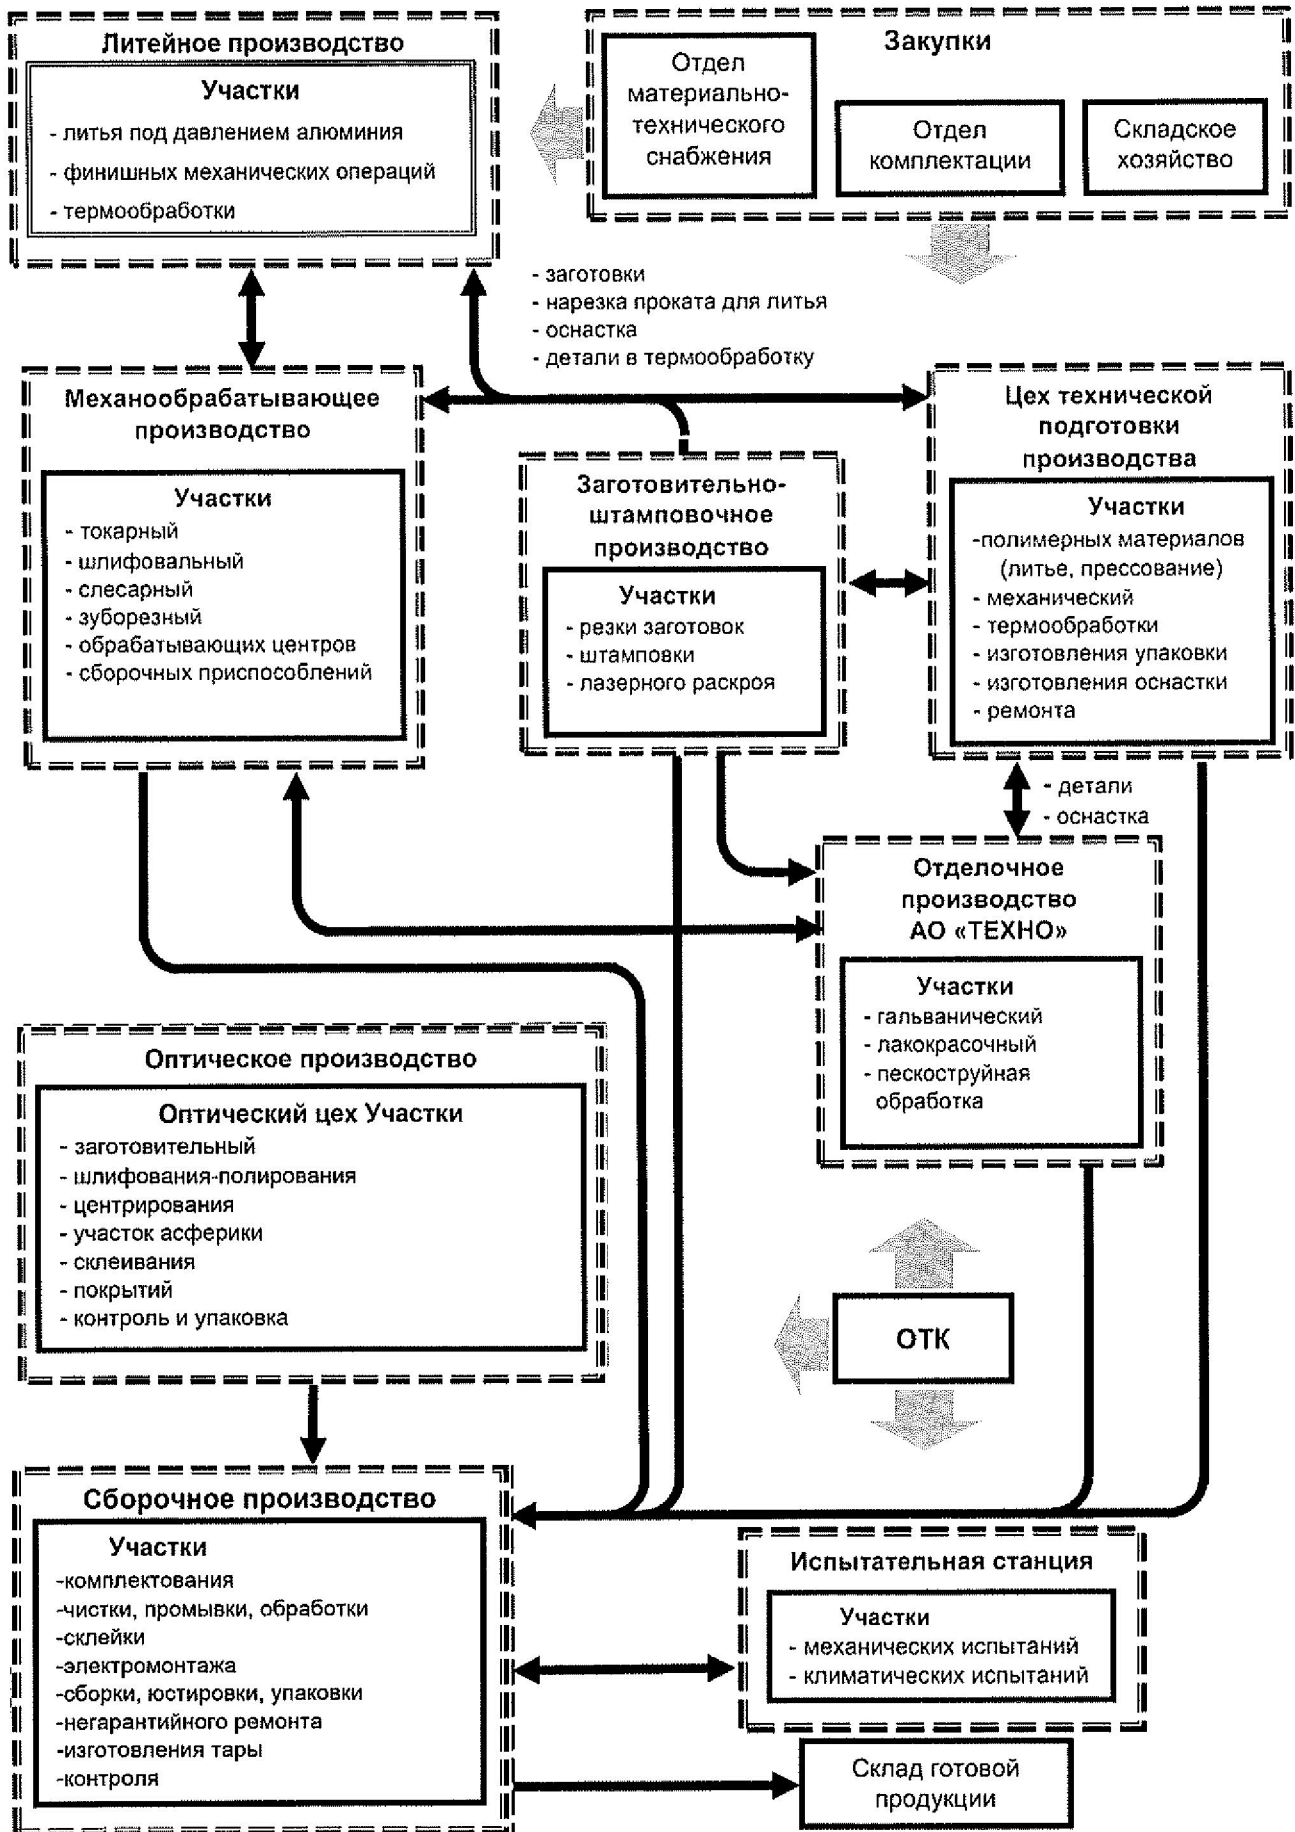 Литейное производство
Участки
- литья под давлением алюминия
- финишных механических операций
- термообработки
Закупки
Отдел
материально-
технического
снабжения
Отдел
комплектации
Складское
хозяйство
- заготовки
- нарезка проката для литья
- оснастка
- детали в термообработку
Механообрабатывающее
производство
Участки
- токарный
- шлифовальный
- слесарный
- зуборезный
- обрабатывающих центров
- сборочных приспособлений
Заготовительно-
штамповочное
производство
Участки
- резки заготовок
- штамповки
- лазерного раскроя
Цех технической
подготовки
производства
Участки
-полимерных материалов
(литье, прессование)
- механический
- термообработки
- изготовления упаковки
- изготовления оснастки
- ремонта
- детали
- оснастка
Отделочное
производство
АО «ТЕХНО»
Участки
- гальванический
- лакокрасочный
- пескоструйная
обработка
Оптическое производство
Оптический цех Участки
- заготовительный
- шлифования-полирования
- центрирования
- участок асферики
- склеивания
- покрытий
- контроль и упаковка
ОТК
Сборочное производство
Участки
-комплектования
-чистки, промывки, обработки
-склейки
-электромонтажа
-сборки, юстировки, упаковки
-негарантийного ремонта
-изготовления тары
-контроля
Испытательная станция
Участки
- механических испытаний
- климатических испытаний
Склад готовой
продукции